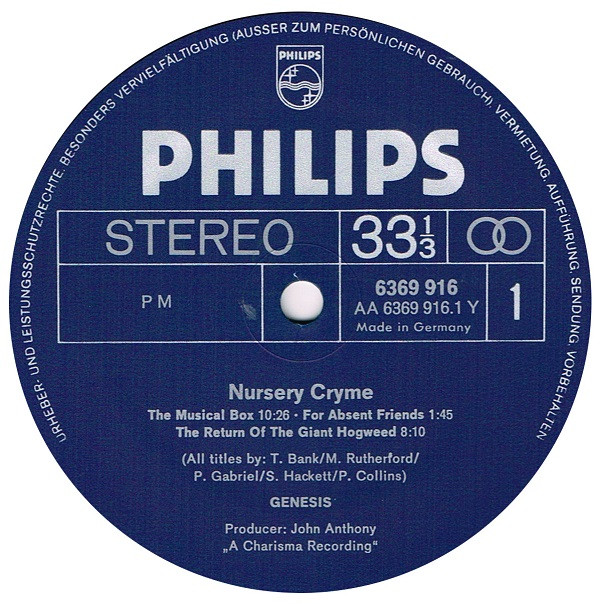 URHEBER- UND LEISTUNGSSCHUTZRECHTE, BESONDERS VERVIELFÄLTIGUNG (AUSSER ZUM PERSÖNLICHEN GEBRAUCH), VERMIETUNG, AUFFÜHRUNG, SENDUNG, VORBEHALTEN
PHILIPS
PHILIPS
STEREO 33 1/3
PM 6369 916 1
AA 6369 916.1 Y
Made in Germany
Nursery Cryme
The Musical Box 10:26 · For Absent Friends 1:45
The Return Of The Giant Hogweed 8:10
(All titles by: T. Bank/M. Rutherford/
P. Gabriel/S. Hackett/P. Collins)
GENESIS
Producer: John Anthony
„A Charisma Recording“